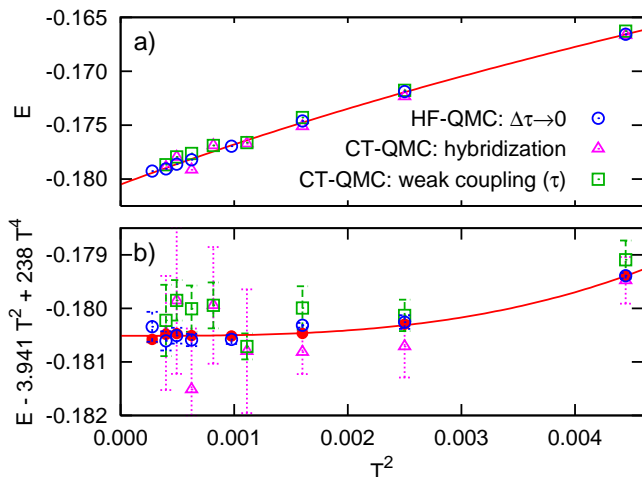 -0.165
-0.170
-0.175
-0.180
E
a)
HF-QMC: Δτ→0
CT-QMC: hybridization
CT-QMC: weak coupling (τ)
-0.179
-0.180
-0.181
-0.182
E - 3.941 T² + 238 T⁴
b)
0.000 0.001 0.002 0.003 0.004
T²